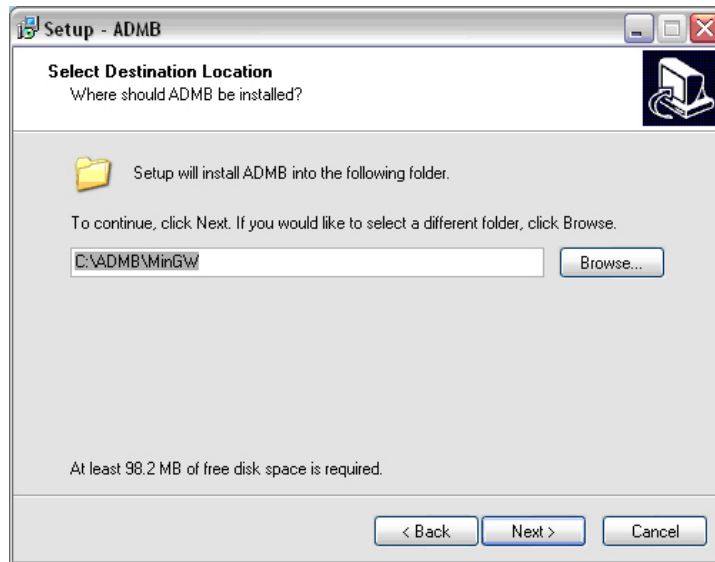 Setup - ADMB
Select Destination Location
Where should ADMB be installed?
Setup will install ADMB into the following folder.
To continue, click Next. If you would like to select a different folder, click Browse.
C:\ADMB\MinGW
Browse...
At least 98.2 MB of free disk space is required.
< Back
Next >
Cancel